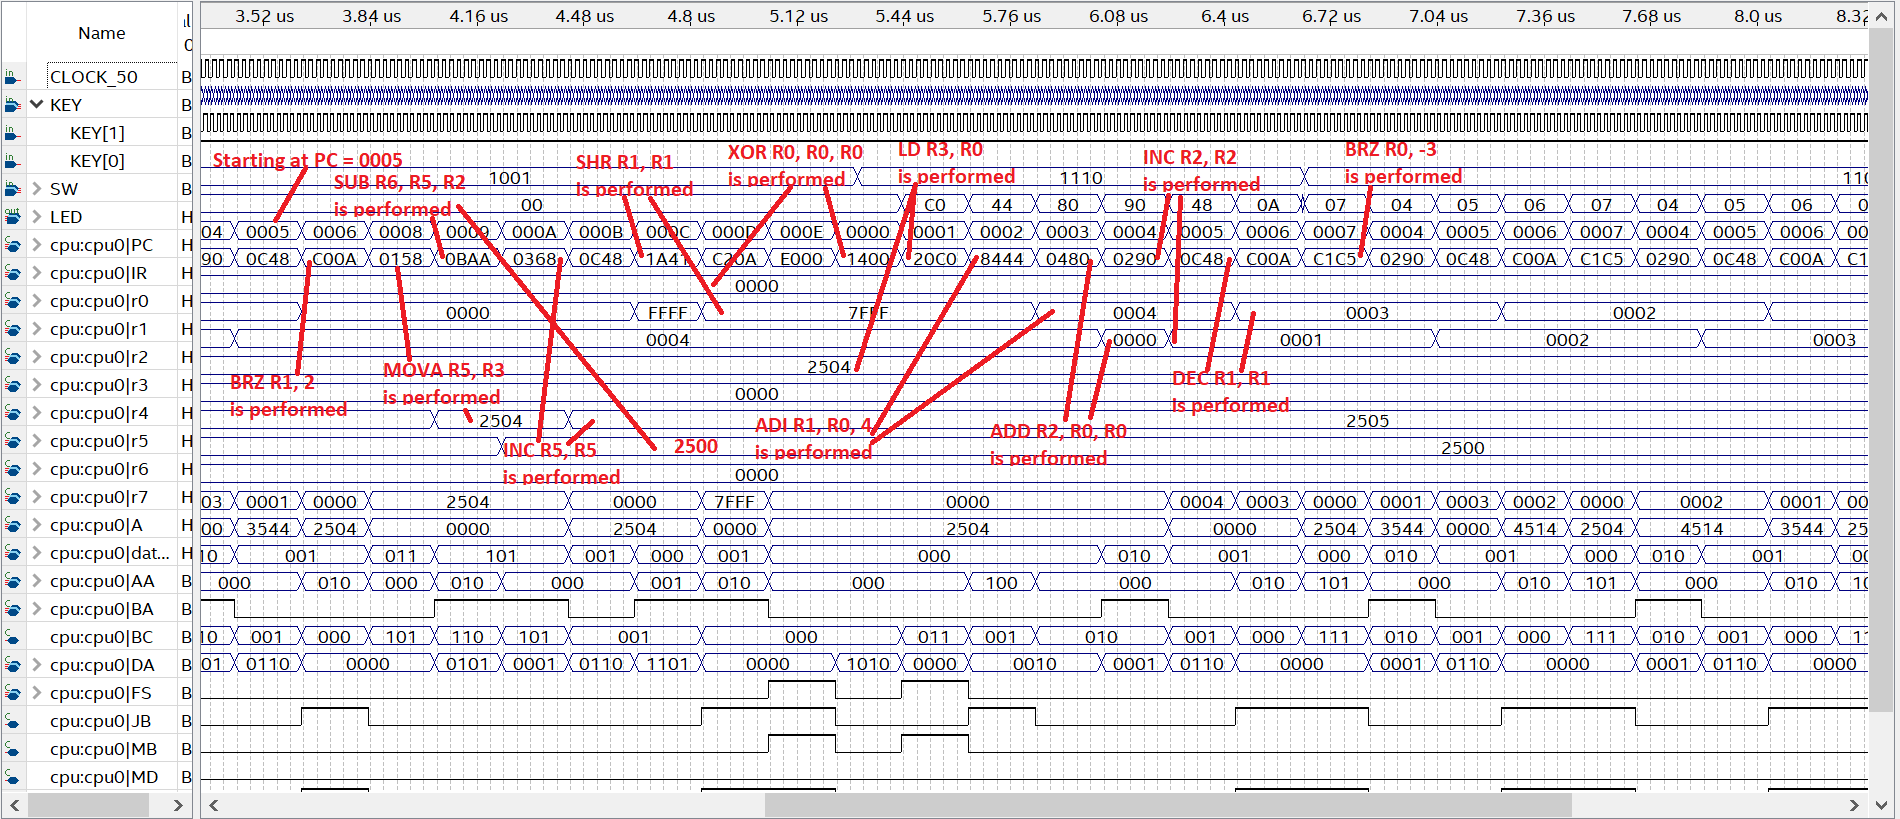 3.52 us 3.84 us 4.16 us 4.48 us 4.8 us 5.12 us 5.44 us 5.76 us 6.08 us 6.4 us 6.72 us 7.04 us 7.36 us 7.68 us 8.0 us 8.32
Name
0
CLOCK_50 B
KEY B
KEY[1] B
KEY[0] B
Starting at PC = 0005
SUB R6, R5, R2
is performed
SHR R1, R1
is performed
XOR R0, R0, R0
is performed
LD R3, R0
is performed
INC R2, R2
is performed
BRZ R0, -3
is performed
SW B 1001 1110 110
LED H 00 C0 44 80 90 48 0A 07 04 05 06 07 04 05 06 0
cpu:cpu0|PC H 04 0005 0006 0008 0009 000A 000B 000C 000D 000E 0000 0001 0002 0003 0004 0005 0006 0007 0004 0005 0006 0007 0004 0005 0006 00
cpu:cpu0|IR H 90 0C48 C00A 0158 0BAA 0368 0C48 1A41 C20A E000 1400 20C0 8444 0480 0290 0C48 C00A C1C5 0290 0C48 C00A C1C5 0290 0C48 C00A C1
cpu:cpu0|r0 H 0000
cpu:cpu0|r1 H 0000 FFFF 7FFF 0004 0003 0002
cpu:cpu0|r2 H 0004 0000 0001 0002 0003
cpu:cpu0|r3 H 2504
cpu:cpu0|r4 H 0000
cpu:cpu0|r5 H 2504 2505
cpu:cpu0|r6 H 2500 2500
cpu:cpu0|r7 H 0000
BRZ R1, 2
is performed
MOVA R5, R3
is performed
INC R5, R5
is performed
ADI R1, R0, 4
is performed
ADD R2, R0, R0
is performed
DEC R1, R1
Is performed
cpu:cpu0|A H 03 0001 0000 2504 0000 7FFF 0000 0004 0003 0000 0001 0003 0002 0000 0002 0001 00
cpu:cpu0|dat... H 00 3544 2504 0000 2504 0000 2504 0000 2504 3544 0000 4514 2504 4514 3544 25
cpu:cpu0|AA B 10 001 011 101 001 000 001 000 010 001 000 010 001 000 010 001 00
cpu:cpu0|BA B 000 010 000 010 000 001 010 000 100 000 010 101 000 010 101 000 010 10
cpu:cpu0|BC B
cpu:cpu0|DA B 10 001 000 101 110 101 001 000 011 001 010 001 000 111 010 001 000 111 010 001 000 11
cpu:cpu0|FS B 01 0110 0000 0101 0001 0110 1101 0000 1010 0000 0010 0001 0110 0000 0001 0110 0000 0001 0110 0000
cpu:cpu0|JB B
cpu:cpu0|MB B
cpu:cpu0|MD B